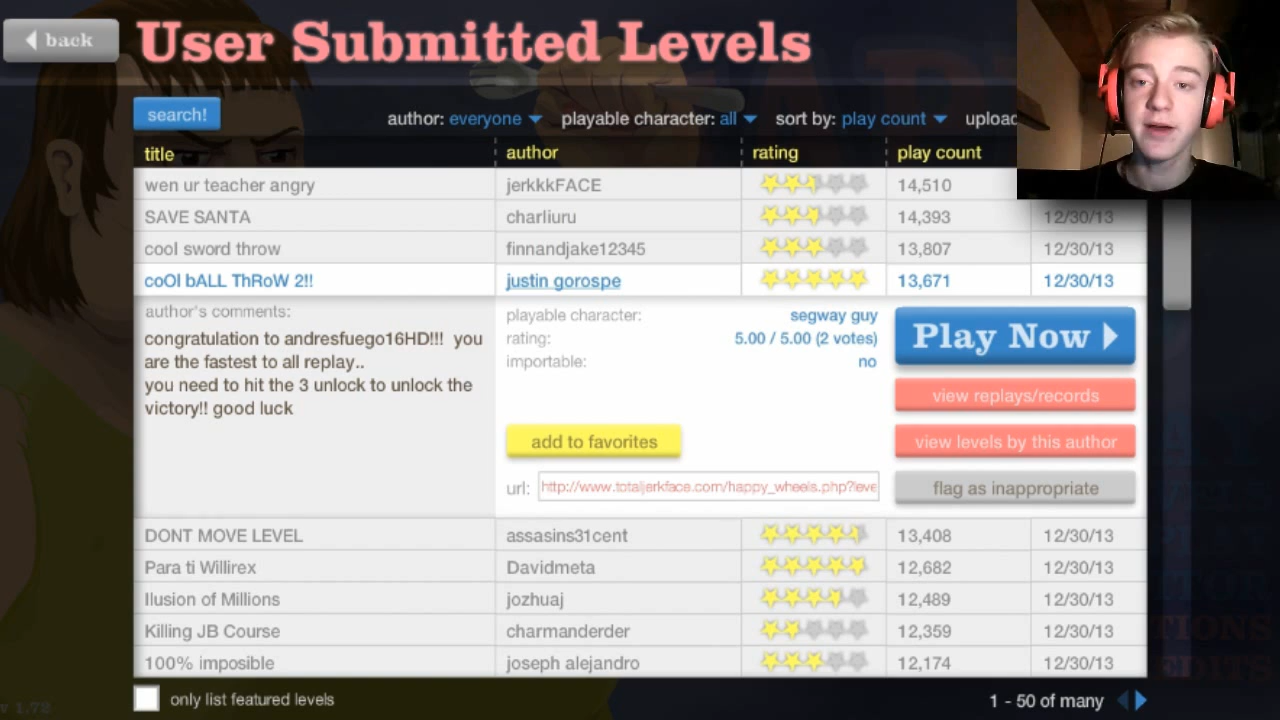 back
User Submitted Levels
search!
author: everyone playable character: all sort by: play count upload
title author rating play count
wen ur teacher angry jerkkkFACE 14,510
SAVE SANTA charliuru 14,393 12/30/13
cool sword throw finnandjake12345 13,807 12/30/13
coOl bALL ThRoW 2!! justin gorospe 13,671 12/30/13
author's comments:
congratulation to andresfuego16HD!!! you
are the fastest to all replay..
you need to hit the 3 unlock to unlock the
victory!! good luck
playable character: segway guy
rating: 5.00 / 5.00 (2 votes)
importable: no
add to favorites
url: http://www.totaljerkface.com/happy_wheels.php?leve
Play Now
view replays/records
view levels by this author
flag as inappropriate
DONT MOVE LEVEL assasins31cent 13,408 12/30/13
Para ti Willirex Davidmeta 12,682 12/30/13
Ilusion of Millions jozhuaj 12,489 12/30/13
Killing JB Course charmanderder 12,359 12/30/13
100% imposible joseph alejandro 12,174 12/30/13
only list featured levels
1 - 50 of many
v 1.72